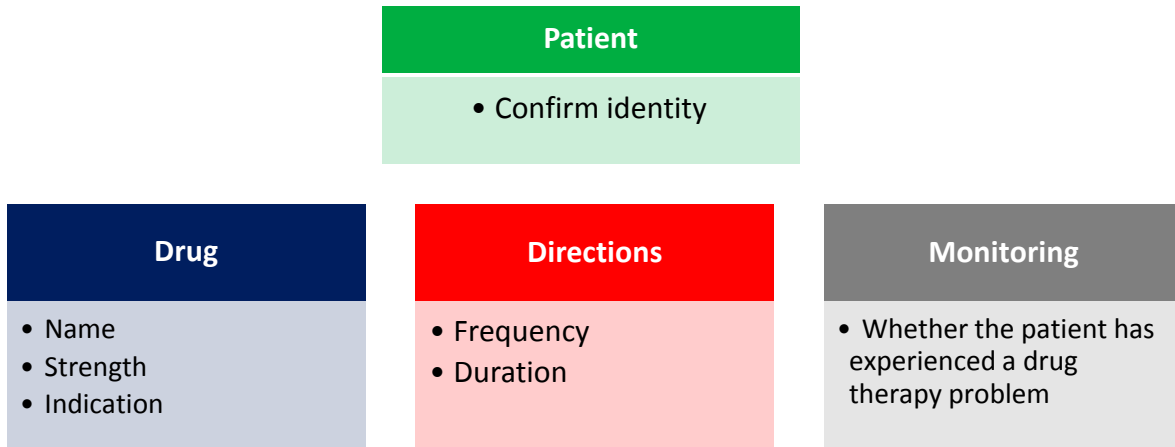 Patient
• Confirm identity
Drug
• Name
• Strength
• Indication
Directions
• Frequency
• Duration
Monitoring
• Whether the patient has
experienced a drug
therapy problem